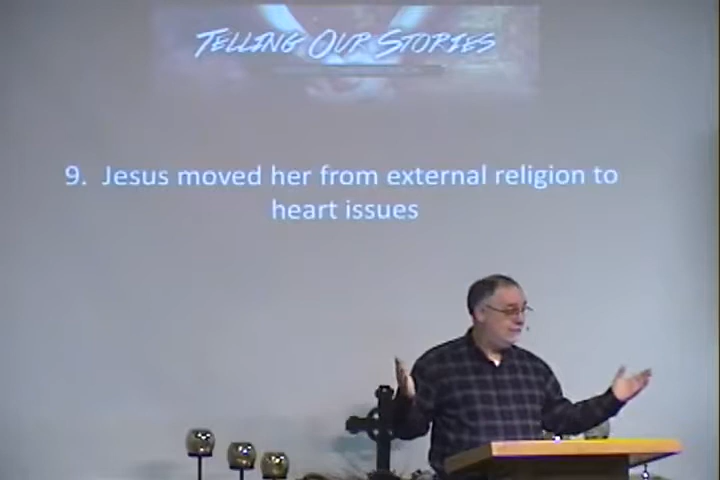 TELLING OUR STORIES
9. Jesus moved her from external religion to
heart issues